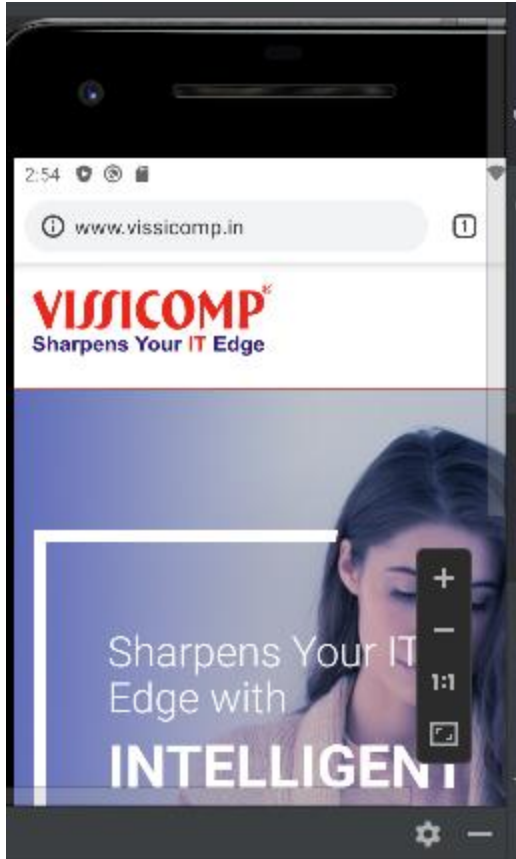 2:54
www.vissicomp.in
1
VISSICOMP®
Sharpens Your IT Edge
Sharpens Your IT
Edge with
INTELLIGENT
+
−
1:1